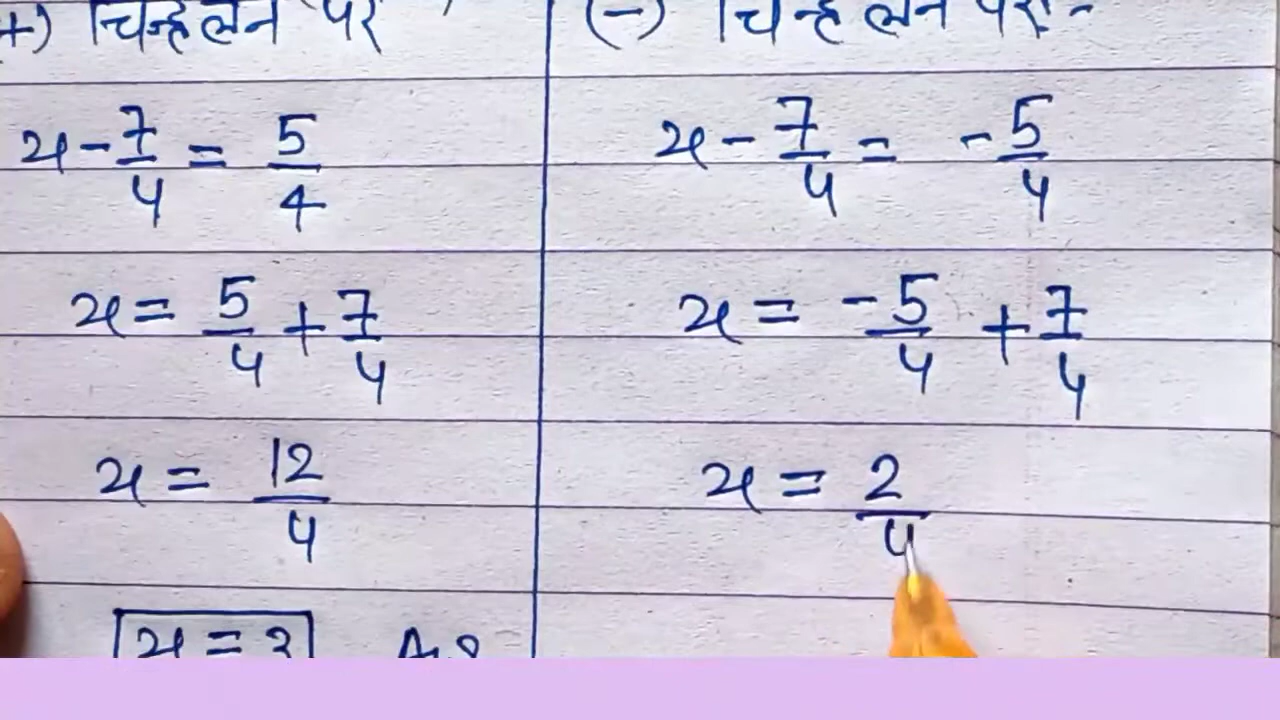 (+) चिन्ह लेने पर
x - 7/4 = 5/4
x = 5/4 + 7/4
x = 12/4
x = 3 Ans
(-) चिन्ह लेने पर :-
x - 7/4 = - 5/4
x = -5/4 + 7/4
x = 2/4